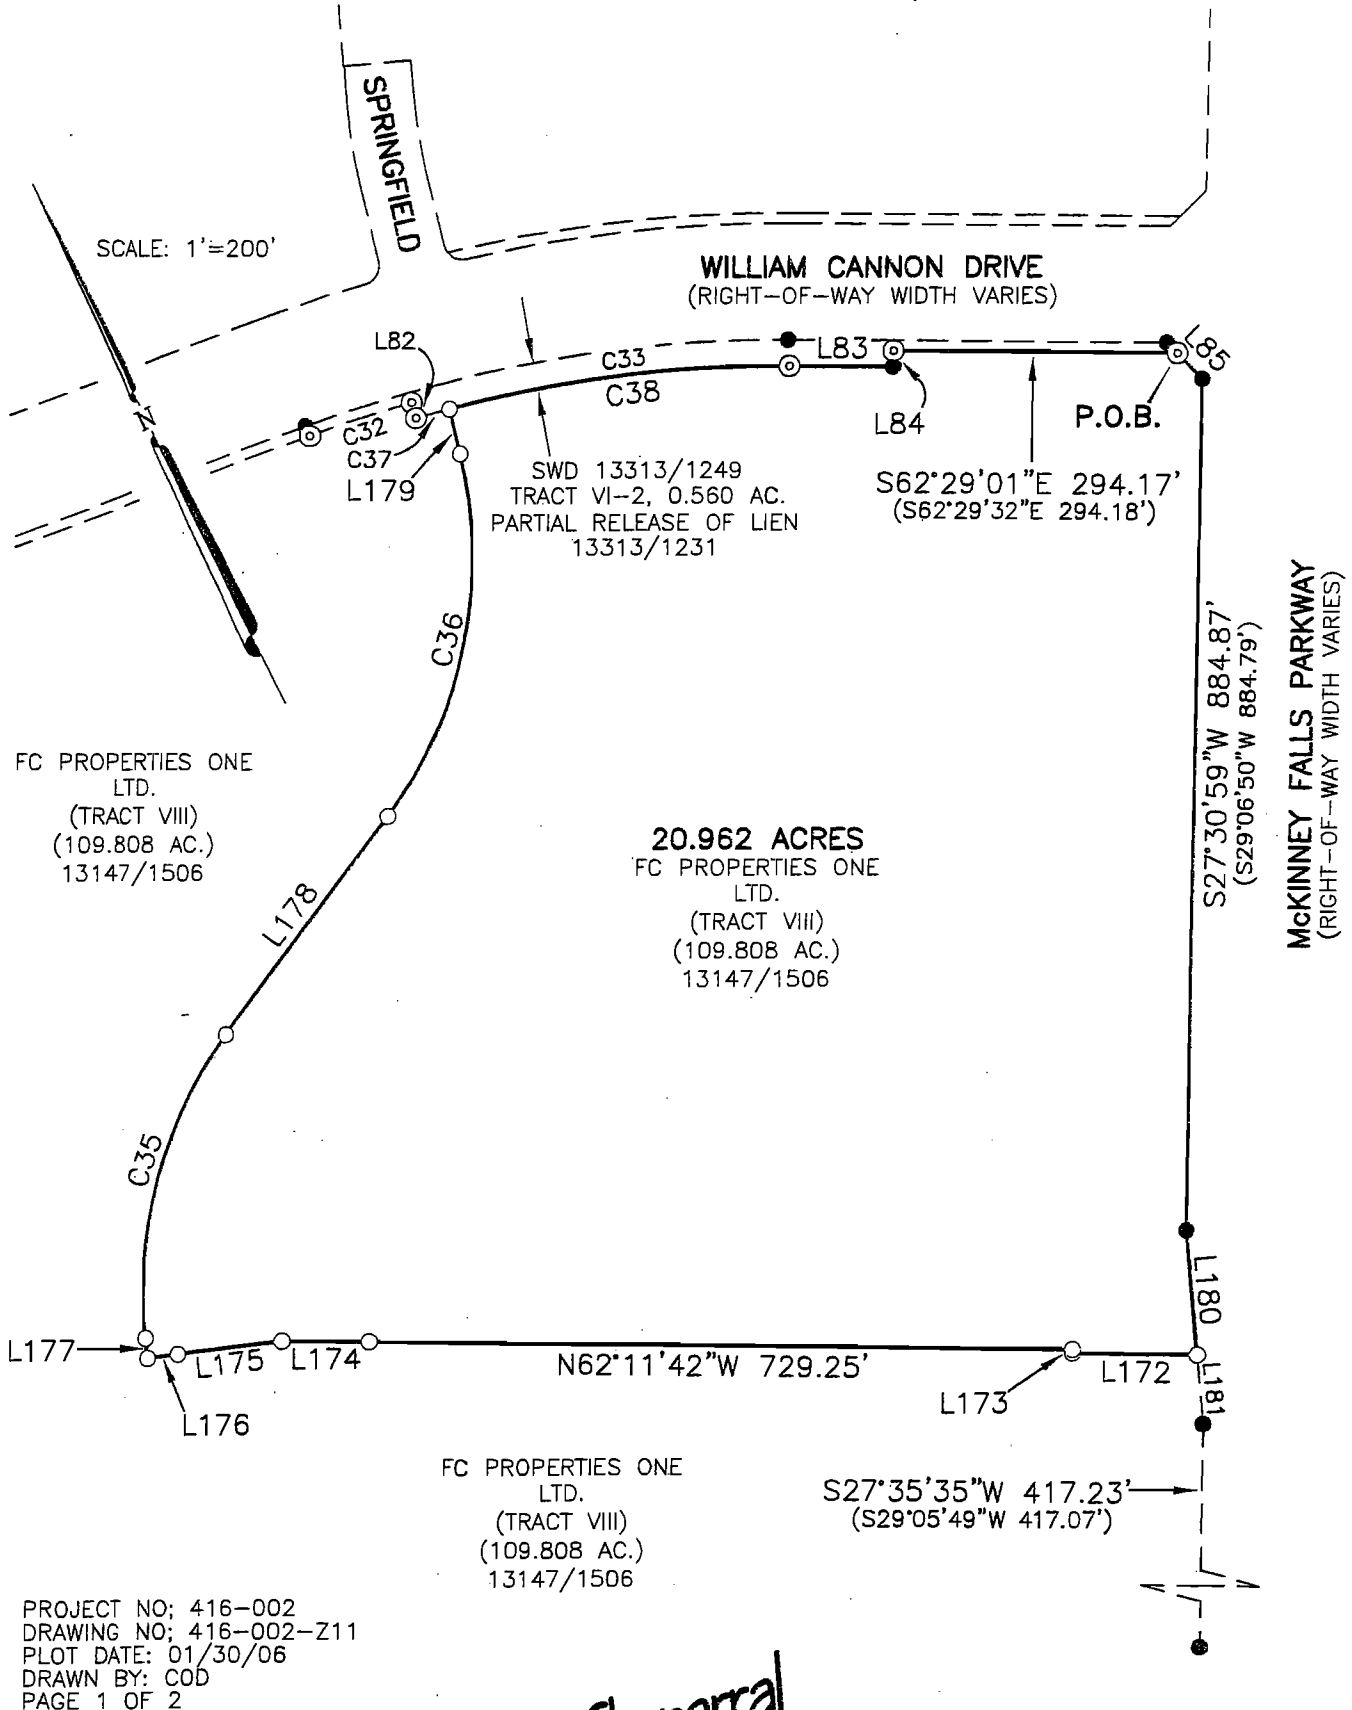 SPRINGFIELD
SCALE: 1'=200'
WILLIAM CANNON DRIVE
(RIGHT-OF-WAY WIDTH VARIES)
L82
C33
L83
L85
C38
N
C32
L84
P.O.B.
C37
L179
SWD 13313/1249
TRACT VI-2, 0.560 AC.
PARTIAL RELEASE OF LIEN
13313/1231
S62°29'01"E 294.17'
(S62°29'32"E 294.18')
C36
S27°30'59"W 884.87'
(S29°06'50"W 884.79')
McKINNEY FALLS PARKWAY
(RIGHT-OF-WAY WIDTH VARIES)
FC PROPERTIES ONE
LTD.
(TRACT VIII)
(109.808 AC.)
13147/1506
20.962 ACRES
FC PROPERTIES ONE
LTD.
(TRACT VIII)
(109.808 AC.)
13147/1506
L178
C35
L180
L177
L175
L174
N62°11'42"W 729.25'
L172
L173
L181
L176
FC PROPERTIES ONE
LTD.
(TRACT VIII)
(109.808 AC.)
13147/1506
S27°35'35"W 417.23'
(S29°05'49"W 417.07')
PROJECT NO; 416-002
DRAWING NO; 416-002-Z11
PLOT DATE: 01/30/06
DRAWN BY: COD
PAGE 1 OF 2